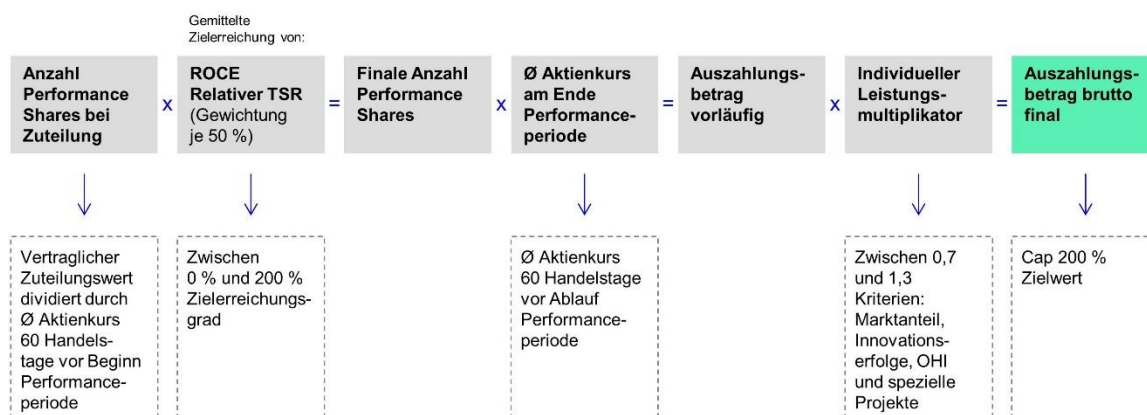 Gemittelte
Zielerreichung von:
Anzahl
Performance
Shares bei
Zuteilung
x
ROCE
Relativer TSR
(Gewichtung
je 50 %)
=
Finale Anzahl
Performance
Shares
x
Ø Aktienkurs
am Ende
Performance-
periode
=
Auszahlungs-
betrag
vorläufig
x
Individueller
Leistungs-
multiplikator
=
Auszahlungs-
betrag brutto
final
Vertraglicher
Zuteilungswert
dividiert durch
Ø Aktienkurs
60 Handels-
tage vor Beginn
Performance-
periode
Zwischen
0 % und 200 %
Zielerreichungs-
grad
Ø Aktienkurs
60 Handelstage
vor Ablauf
Performance-
periode
Zwischen 0,7
und 1,3
Kriterien:
Marktanteil,
Innovations-
erfolge, OHI
und spezielle
Projekte
Cap 200 %
Zielwert